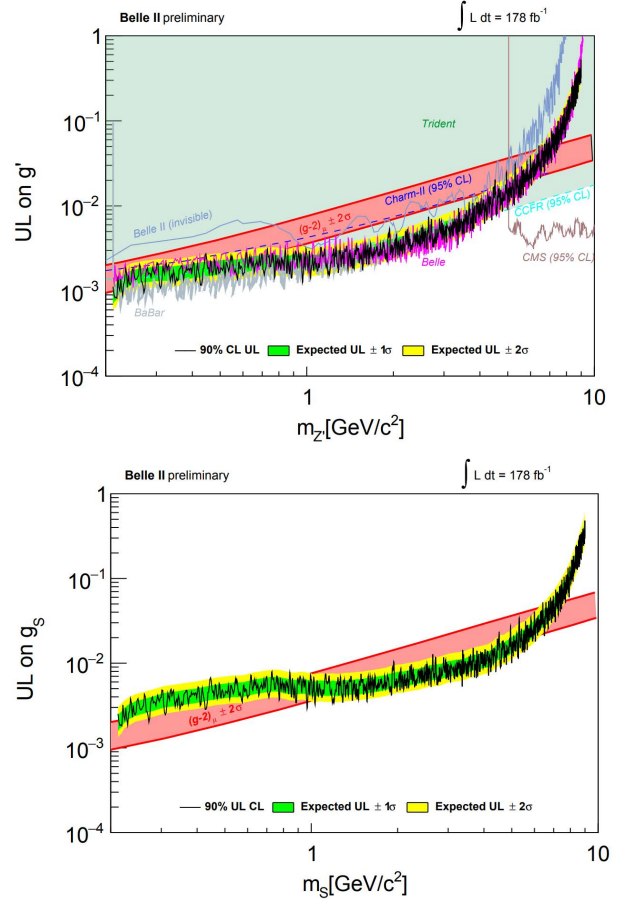 Belle II preliminary ∫ L dt = 178 fb⁻¹
1
10⁻¹
10⁻²
10⁻³
10⁻⁴
UL on g'
Trident
Charm-II (95% CL)
Belle II (invisible)
(g-2)μ ± 2σ
CCFR (95% CL)
CMS (95% CL)
Belle
BaBar
90% CL UL Expected UL ± 1σ Expected UL ± 2σ
1 10
m_Z'[GeV/c²]
Belle II preliminary ∫ L dt = 178 fb⁻¹
1
10⁻¹
10⁻²
10⁻³
10⁻⁴
UL on g_S
(g-2)μ ± 2σ
90% UL CL Expected UL ± 1σ Expected UL ± 2σ
1 10
m_S[GeV/c²]